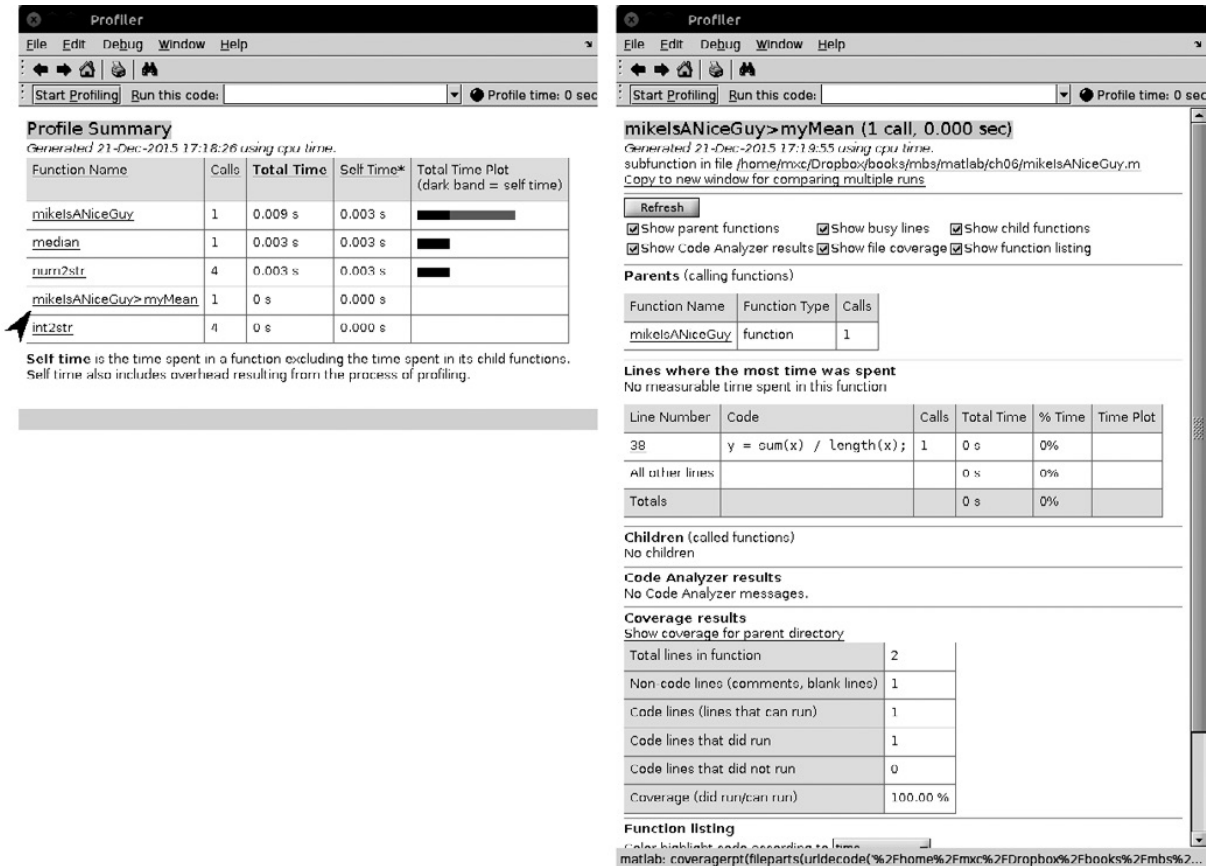 Profiler
File Edit Debug Window Help
Start Profiling Run this code: Profile time: 0 sec
Profile Summary
Generated 21-Dec-2015 17:18:26 using cpu time.
Function Name Calls Total Time Self Time* Total Time Plot
(dark band = self time)
mikeIsANiceGuy 1 0.009 s 0.003 s
median 1 0.003 s 0.003 s
num2str 4 0.003 s 0.003 s
mikeIsANiceGuy>myMean 1 0 s 0.000 s
int2str 4 0 s 0.000 s
Self time is the time spent in a function excluding the time spent in its child functions.
Self time also includes overhead resulting from the process of profiling.
Profiler
File Edit Debug Window Help
Start Profiling Run this code: Profile time: 0 sec
mikeIsANiceGuy>myMean (1 call, 0.000 sec)
Generated 21-Dec-2015 17:19:55 using cpu time.
subfunction in file /home/mxc/Dropbox/books/mbs/matlab/ch06/mikeIsANiceGuy.m
Copy to new window for comparing multiple runs
Refresh
Show parent functions Show busy lines Show child functions
Show Code Analyzer results Show file coverage Show function listing
Parents (calling functions)
Function Name Function Type Calls
mikeIsANiceGuy function 1
Lines where the most time was spent
No measurable time spent in this function
Line Number Code Calls Total Time % Time Time Plot
38 y = sum(x) / length(x); 1 0 s 0%
All other lines 0 s 0%
Totals 0 s 0%
Children (called functions)
No children
Code Analyzer results
No Code Analyzer messages.
Coverage results
Show coverage for parent directory
Total lines in function 2
Non-code lines (comments, blank lines) 1
Code lines (lines that can run) 1
Code lines that did run 1
Code lines that did not run 0
Coverage (did run/can run) 100.00 %
Function listing
Color highlight code according to time
matlab: coveragerpt(fileparts(urldecode('%2Fhome%2Fmxc%2FDropbox%2Fbooks%2Fmbs%2...